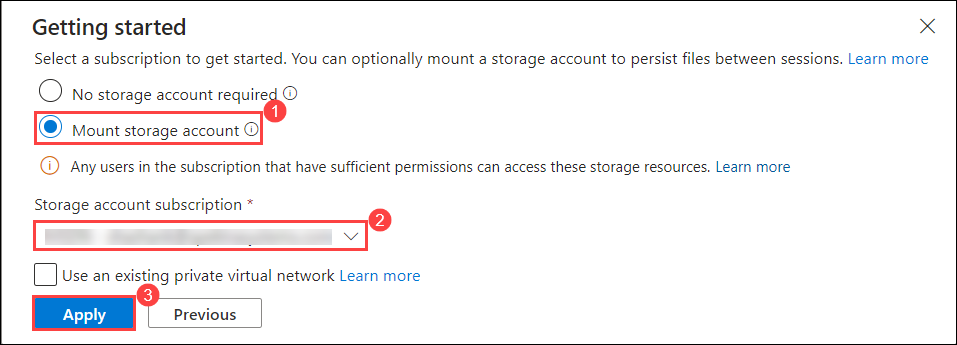 Getting started
Select a subscription to get started. You can optionally mount a storage account to persist files between sessions. Learn more
No storage account required
1
Mount storage account
Any users in the subscription that have sufficient permissions can access these storage resources. Learn more
Storage account subscription *
2
Use an existing private virtual network Learn more
3
Apply Previous